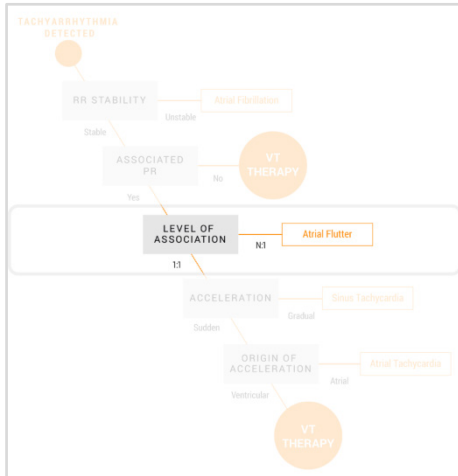 TACHYARRHYTHMIA
DETECTED:
RR STABILITY
Atrial Fibrillation
Unstable
Stable
ASSOCIATED
PR
VT
THERAPY
No
Yes
LEVEL OF
ASSOCIATION
Atrial Flutter
N:1
1:1
ACCELERATION
Sinus Tachycardia
Gradual
Sudden
ORIGIN OF
ACCELERATION
Atrial Tachycardia
Atrial
Ventricular
VT
THERAPY